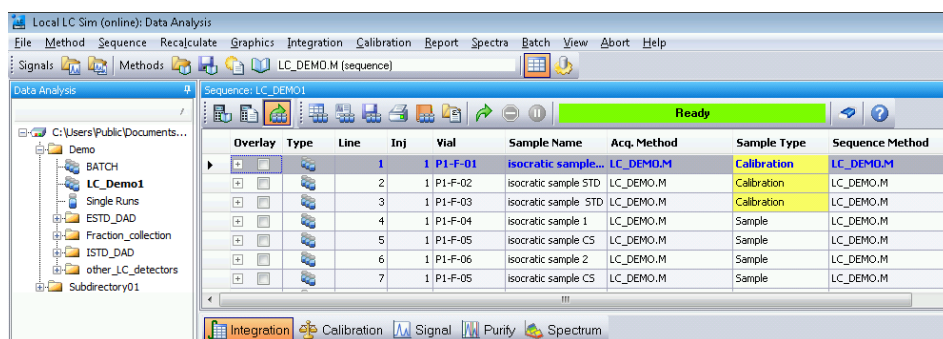 Local LC Sim (online): Data Analysis
File Method Sequence Recalculate Graphics Integration Calibration Report Spectra Batch View Abort Help
Signals Methods LC_DEMO.M (sequence)
Data Analysis
Sequence: LC_DEMO1
Ready
C:\Users\Public\Documents...
Demo
BATCH
LC_Demo1
Single Runs
ESTD_DAD
Fraction_collection
ISTD_DAD
other_LC_detectors
Subdirectory01
Overlay Type Line Inj Vial Sample Name Acq. Method Sample Type Sequence Method
1 1 P1-F-01 isocratic sample... LC_DEMO.M Calibration LC_DEMO.M
2 1 P1-F-02 isocratic sample STD LC_DEMO.M Calibration LC_DEMO.M
3 1 P1-F-03 isocratic sample STD LC_DEMO.M Calibration LC_DEMO.M
4 1 P1-F-04 isocratic sample 1 LC_DEMO.M Sample LC_DEMO.M
5 1 P1-F-05 isocratic sample CS LC_DEMO.M Sample LC_DEMO.M
6 1 P1-F-06 isocratic sample 2 LC_DEMO.M Sample LC_DEMO.M
7 1 P1-F-05 isocratic sample CS LC_DEMO.M Sample LC_DEMO.M
Integration Calibration Signal Purify Spectrum